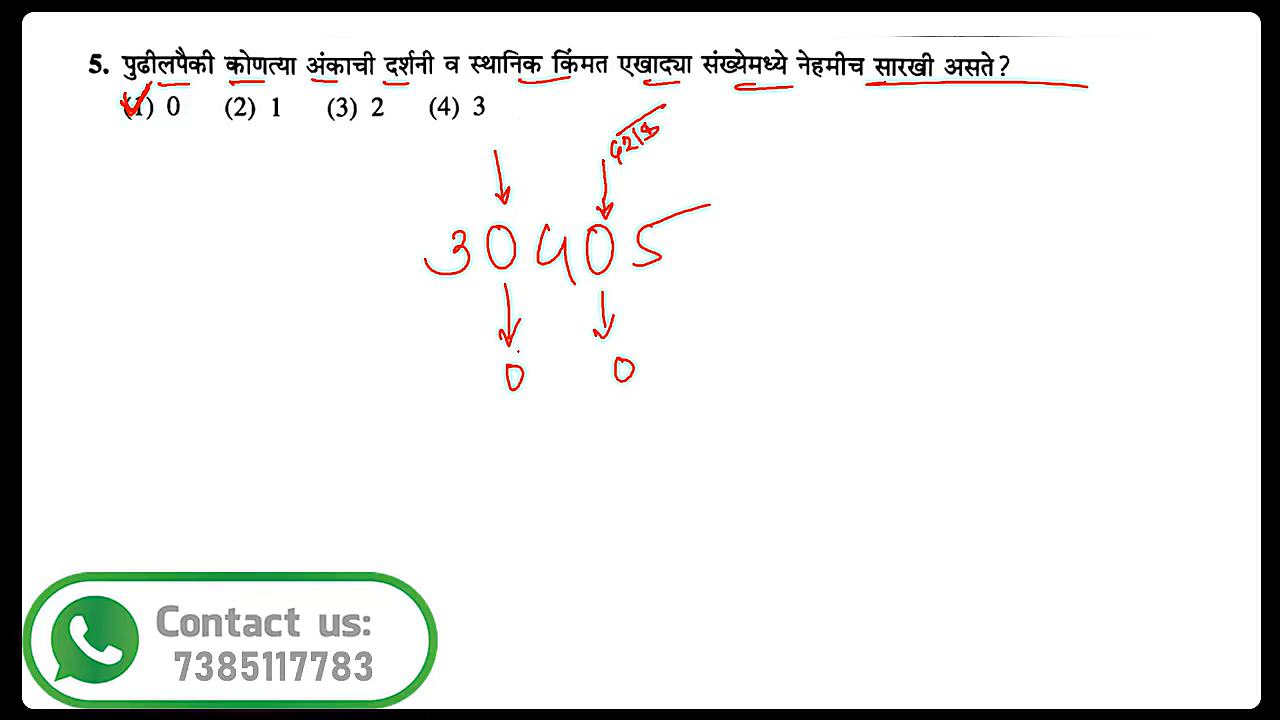 5. पुढीलपैकी कोणत्या अंकाची दर्शनी व स्थानिक किंमत एखाद्या संख्येमध्ये नेहमीच सारखी असते?
(1) 0 (2) 1 (3) 2 (4) 3
दशक
30405
0 0
Contact us:
7385117783